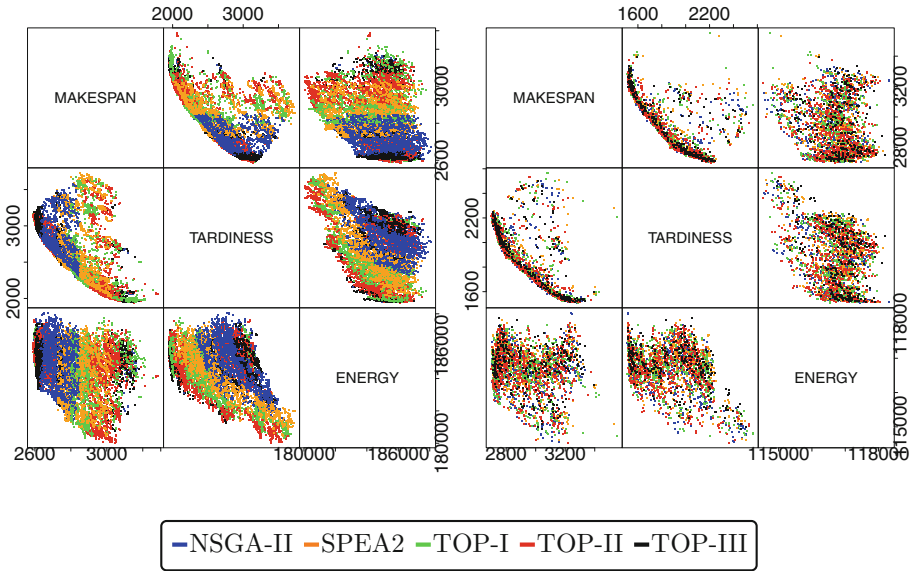 2000 3000
1600 2200
MAKESPAN
2600 3000
MAKESPAN
2800 3200
TARDINESS
2000 3000
TARDINESS
1600 2200
ENERGY
180000 186000
ENERGY
115000 118000
2600 3000
180000 186000
2800 3200
115000 118000
NSGA-II SPEA2 TOP-I TOP-II TOP-III